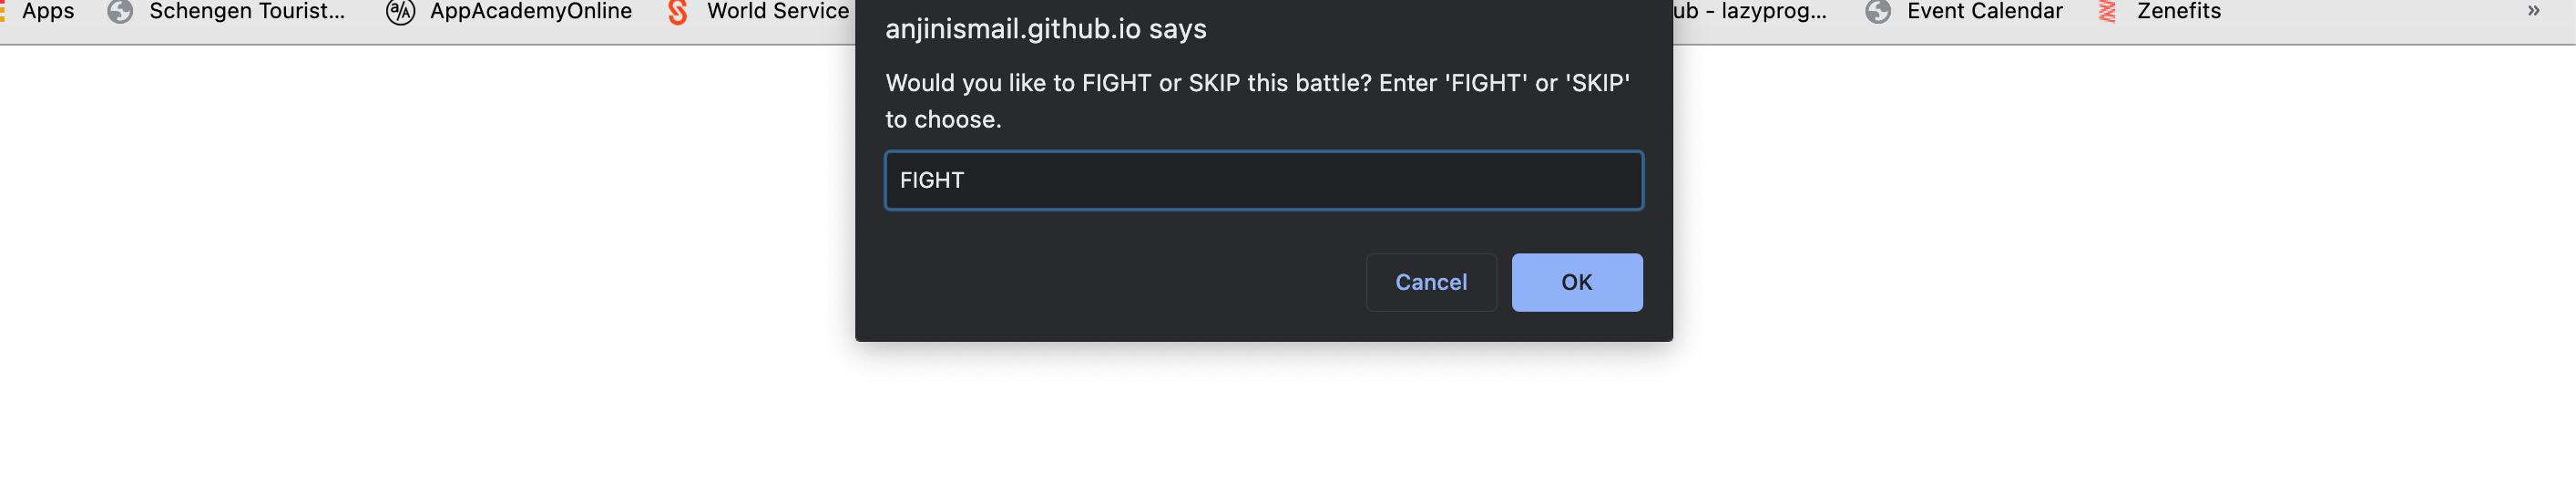 Apps Schengen Tourist... a/A AppAcademyOnline World Service ub - lazyprog... Event Calendar Zenefits »
anjinismail.github.io says
Would you like to FIGHT or SKIP this battle? Enter 'FIGHT' or 'SKIP'
to choose.
FIGHT
Cancel OK